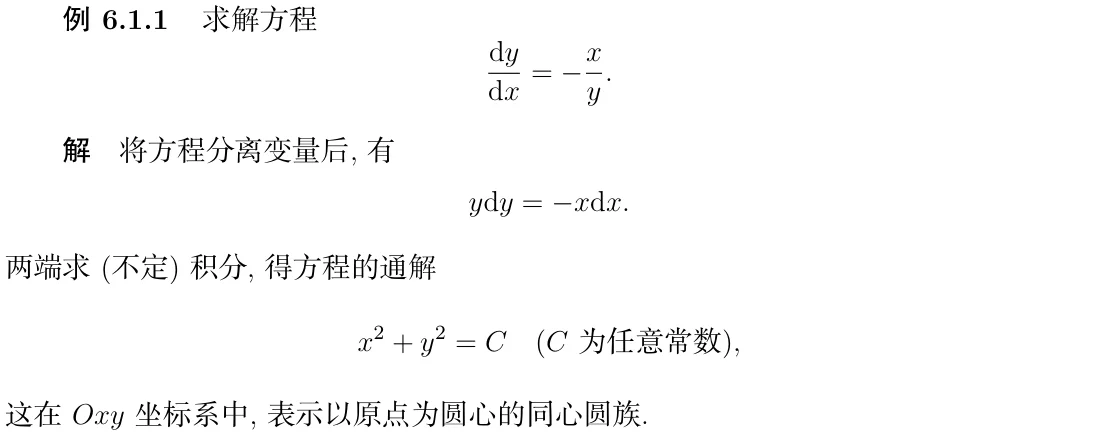 例 6.1.1 求解方程
dy/dx = −x/y.
解 将方程分离变量后, 有
ydy = −xdx.
两端求 (不定) 积分, 得方程的通解
x² + y² = C (C 为任意常数),
这在 Oxy 坐标系中, 表示以原点为圆心的同心圆族.